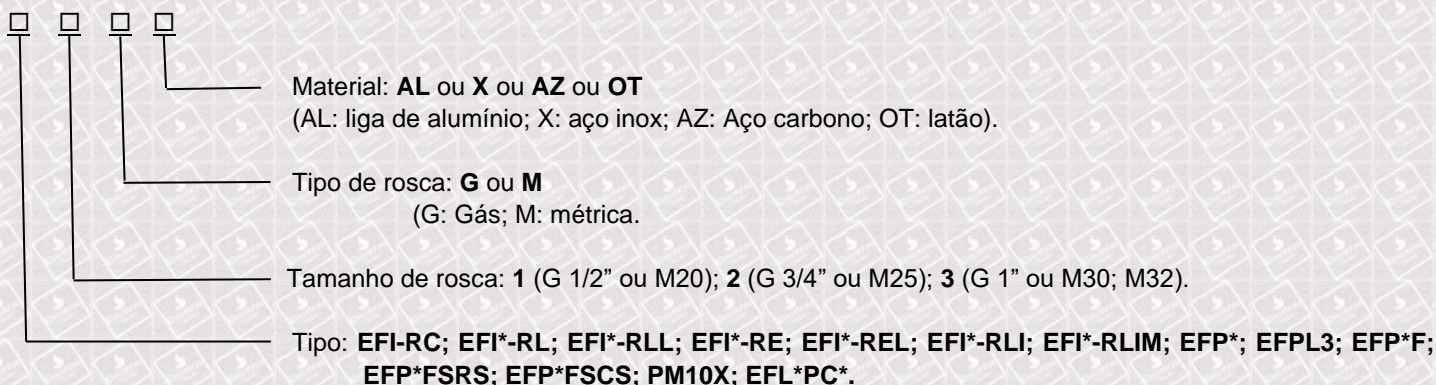 □ □ □ □
Material: AL ou X ou AZ ou OT
(AL: liga de alumínio; X: aço inox; AZ: Aço carbono; OT: latão).
Tipo de rosca: G ou M
(G: Gás; M: métrica.
Tamanho de rosca: 1 (G 1/2” ou M20); 2 (G 3/4” ou M25); 3 (G 1” ou M30; M32).
Tipo: EFI-RC; EFI*-RL; EFI*-RLL; EFI*-RE; EFI*-REL; EFI*-RLI; EFI*-RLIM; EFP*; EFPL3; EFP*F;
EFP*FSRS; EFP*FSCS; PM10X; EFL*PC*.